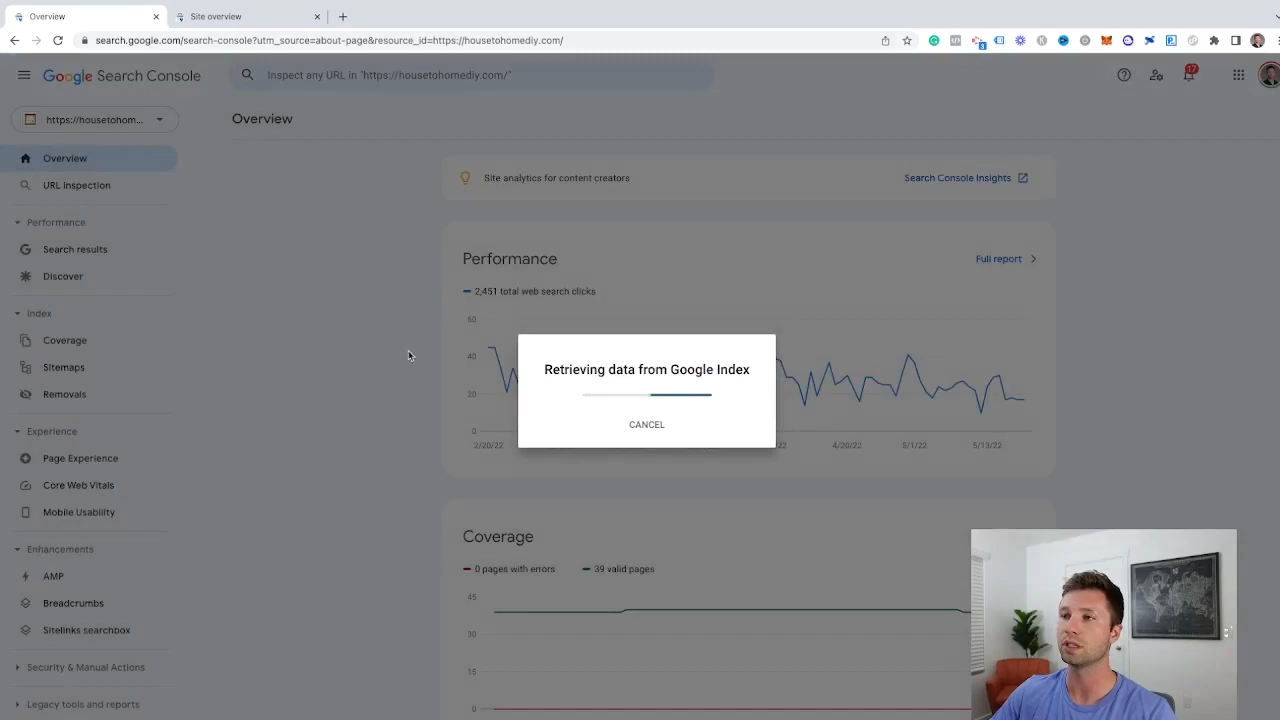 Overview
Site overview
search.google.com/search-console?utm_source=about-page&resource_id=https://housetohomediy.com/
3
Google Search Console
Inspect any URL in "https://housetohomediy.com/"
17
https://housetohom...
Overview
Overview
URL Inspection
Performance
Search results
Discover
Index
Coverage
Sitemaps
Removals
Experience
Page Experience
Core Web Vitals
Mobile Usability
Enhancements
AMP
Breadcrumbs
Sitelinks searchbox
Security & Manual Actions
Legacy tools and reports
Site analytics for content creators
Search Console Insights
Performance
Full report
2,451 total web search clicks
60
40
20
0
2/20/22
22
4/20/22
5/1/22
5/13/22
Retrieving data from Google Index
CANCEL
Coverage
0 pages with errors
39 valid pages
45
30
15
0